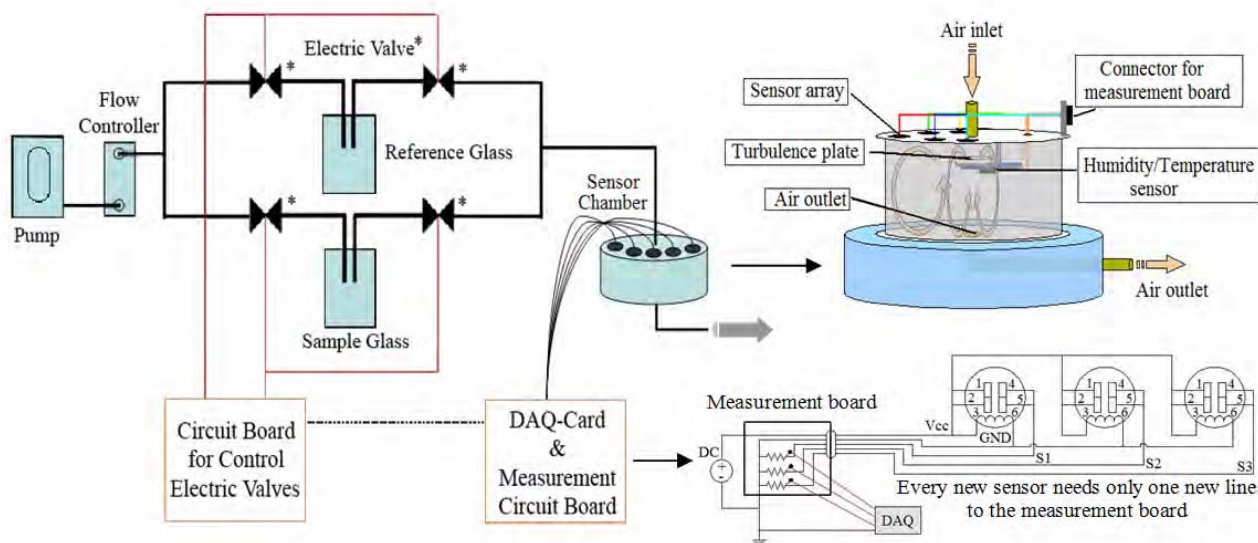 Electric Valve*
*
*
Flow
Controller
Reference Glass
Pump
*
*
Sensor
Chamber
Sample Glass
Circuit Board
for Control
Electric Valves
DAQ-Card
&
Measurement
Circuit Board
Air inlet
Sensor array
Connector for
measurement board
Turbulence plate
Humidity/Temperature
sensor
Air outlet
Air outlet
Measurement board
DC
+
-
Vcc
GND
1 4
2 5
3 6
1 4
2 5
3 6
1 4
2 5
3 6
S1
S2
S3
DAQ
Every new sensor needs only one new line
to the measurement board